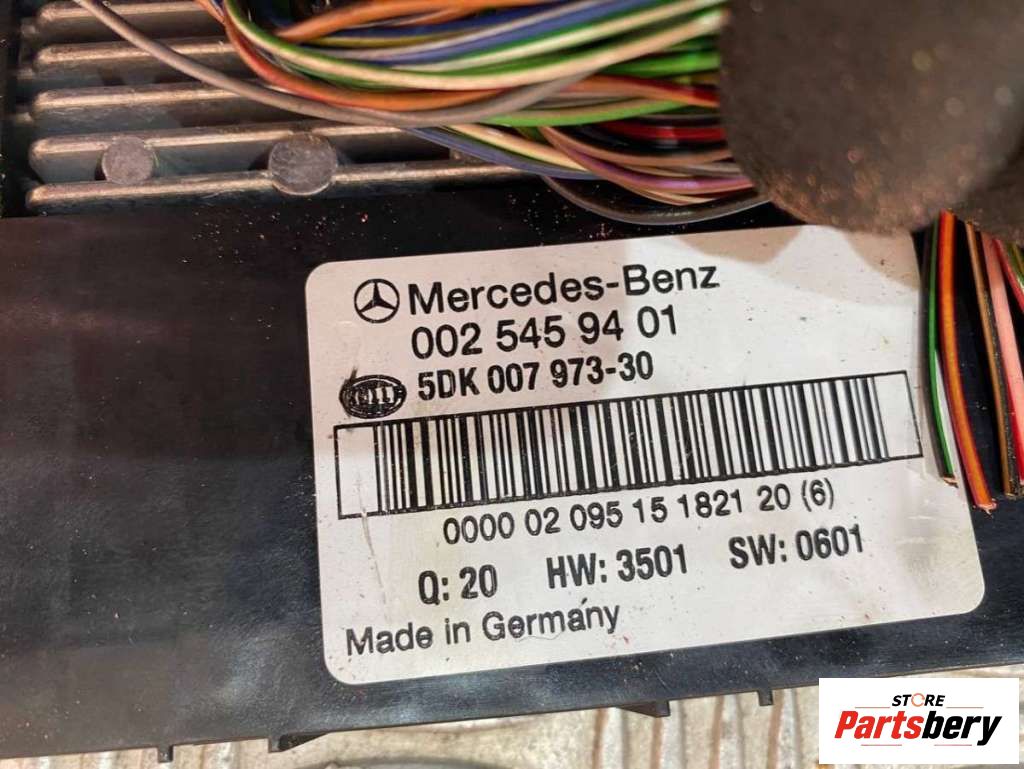 Mercedes-Benz
002 545 94 01
HELLA 5DK 007 973-30
0000 02 095 15 1821 20 (6)
Q: 20 HW: 3501 SW: 0601
Made in Germany
STORE
Partsbery